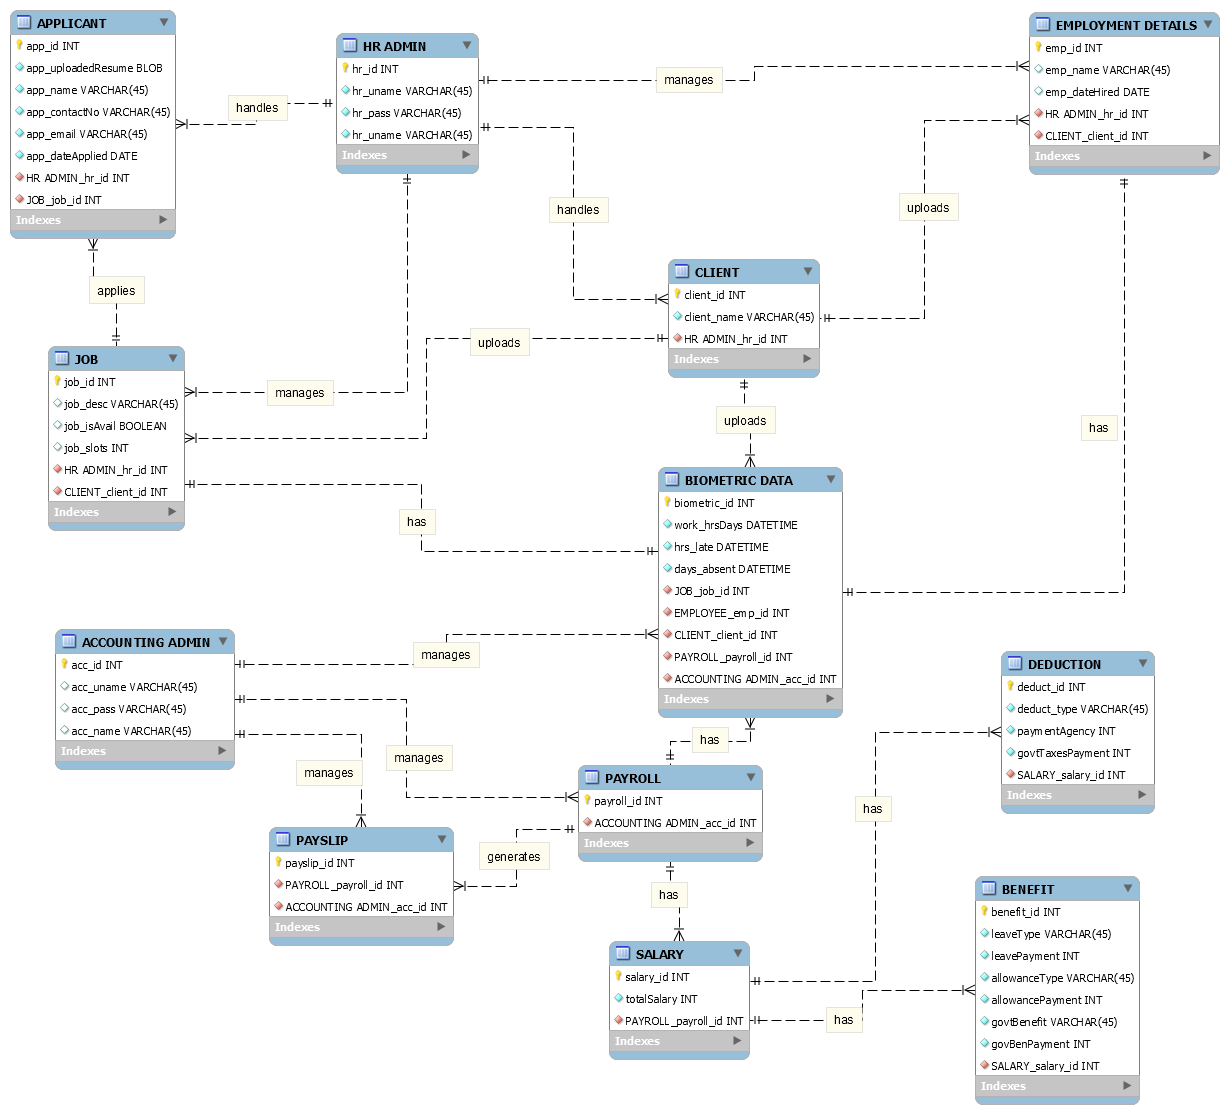 APPLICANT
app_id INT
app_uploadedResume BLOB
app_name VARCHAR(45)
app_contactNo VARCHAR(45)
app_email VARCHAR(45)
app_dateApplied DATE
HR ADMIN_hr_id INT
JOB_job_id INT
Indexes
handles
HR ADMIN
hr_id INT
hr_uname VARCHAR(45)
hr_pass VARCHAR(45)
hr_uname VARCHAR(45)
Indexes
manages
EMPLOYMENT DETAILS
emp_id INT
emp_name VARCHAR(45)
emp_dateHired DATE
HR ADMIN_hr_id INT
CLIENT_client_id INT
Indexes
handles
uploads
applies
CLIENT
client_id INT
client_name VARCHAR(45)
HR ADMIN_hr_id INT
Indexes
uploads
JOB
job_id INT
job_desc VARCHAR(45)
job_isAvail BOOLEAN
job_slots INT
HR ADMIN_hr_id INT
CLIENT_client_id INT
Indexes
manages
uploads
has
has
BIOMETRIC DATA
biometric_id INT
work_hrsDays DATETIME
hrs_late DATETIME
days_absent DATETIME
JOB_job_id INT
EMPLOYEE_emp_id INT
CLIENT_client_id INT
PAYROLL_payroll_id INT
ACCOUNTING ADMIN_acc_id INT
Indexes
ACCOUNTING ADMIN
acc_id INT
acc_uname VARCHAR(45)
acc_pass VARCHAR(45)
acc_name VARCHAR(45)
Indexes
manages
manages
manages
has
DEDUCTION
deduct_id INT
deduct_type VARCHAR(45)
paymentAgency INT
govtTaxesPayment INT
SALARY_salary_id INT
Indexes
PAYROLL
payroll_id INT
ACCOUNTING ADMIN_acc_id INT
Indexes
has
PAYSLIP
payslip_id INT
PAYROLL_payroll_id INT
ACCOUNTING ADMIN_acc_id INT
Indexes
generates
has
BENEFIT
benefit_id INT
leaveType VARCHAR(45)
leavePayment INT
allowanceType VARCHAR(45)
allowancePayment INT
govtBenefit VARCHAR(45)
govBenPayment INT
SALARY_salary_id INT
Indexes
SALARY
salary_id INT
totalSalary INT
PAYROLL_payroll_id INT
Indexes
has